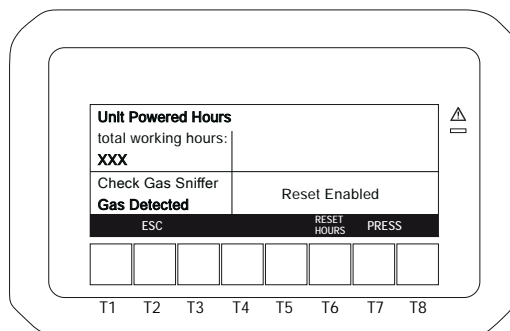 Unit Powered Hours
total working hours:
XXX
Check Gas Sniffer
Gas Detected
Reset Enabled
ESC
RESET
HOURS
PRESS
T1 T2 T3 T4 T5 T6 T7 T8